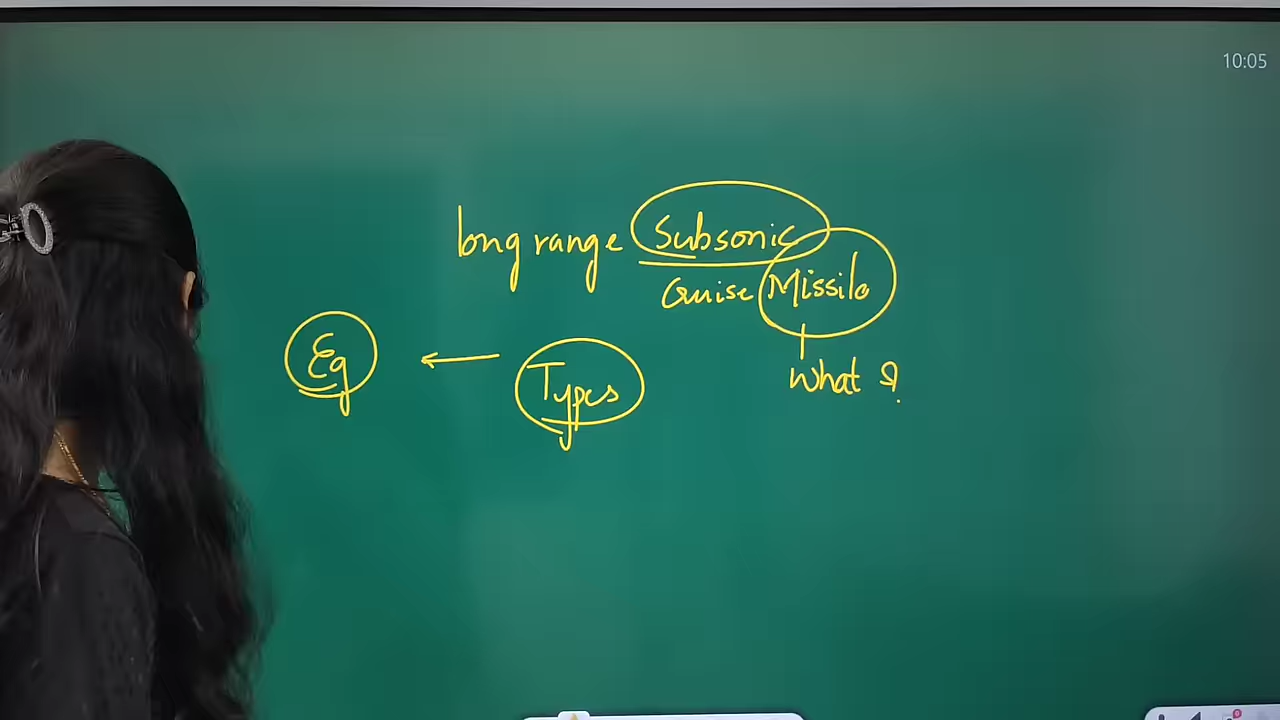 10:05
long range Subsonic
Cruise Missile
Eg ← Types
What ?